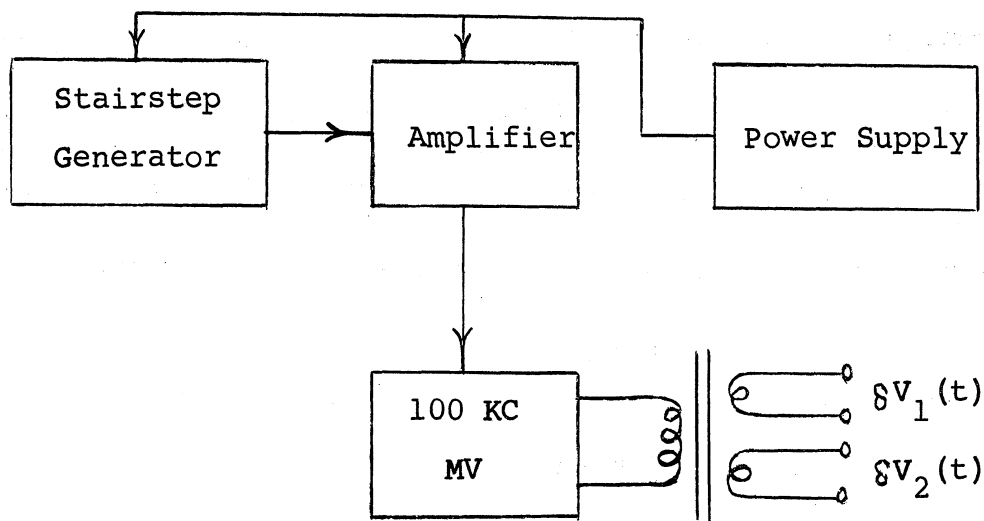 Stairstep
Generator
Amplifier
Power Supply
100 KC
MV
δV₁(t)
δV₂(t)